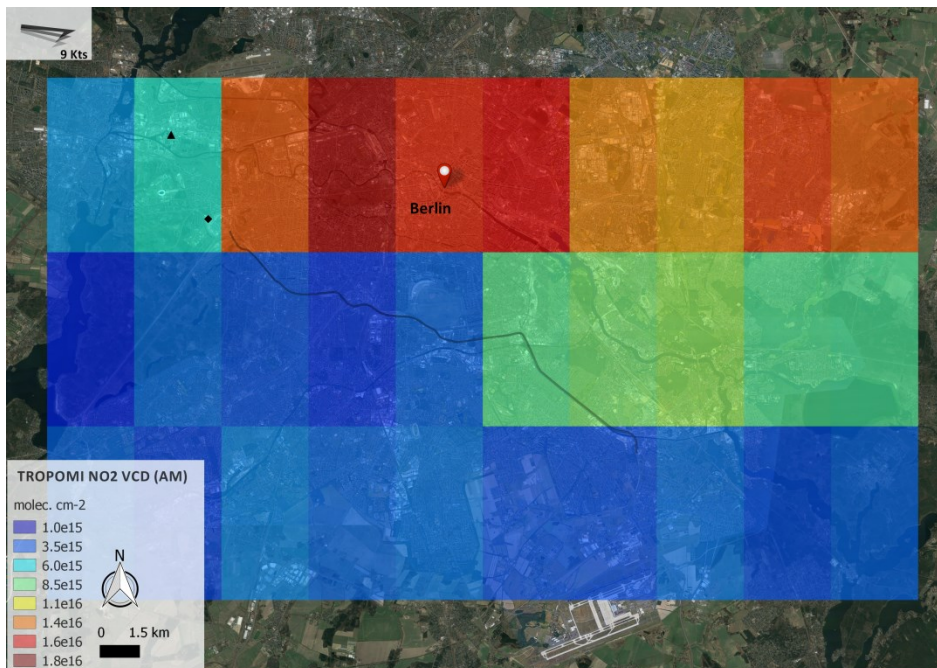 9 Kts
Berlin
TROPOMI NO2 VCD (AM)
molec. cm-2
1.0e15
3.5e15
6.0e15
8.5e15
1.1e16
1.4e16
1.6e16
1.8e16
N
0 1.5 km